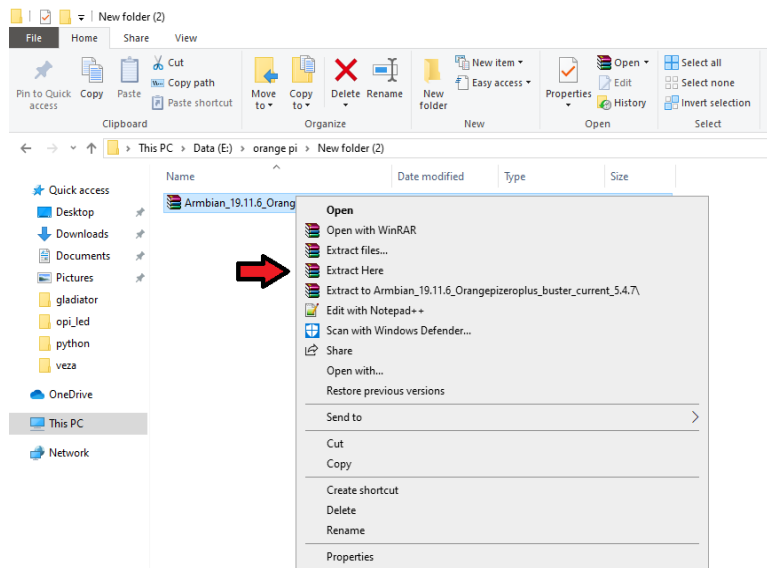 New folder (2)
File Home Share View
Pin to Quick access
Copy
Paste
Cut
Copy path
Paste shortcut
Clipboard
Move to
Copy to
Delete
Rename
Organize
New folder
New item
Easy access
New
Properties
Open
Edit
History
Open
Select all
Select none
Invert selection
Select
This PC > Data (E:) > orange pi > New folder (2)
Name Date modified Type Size
Quick access
Desktop
Downloads
Documents
Pictures
gladiator
opi_led
python
veza
OneDrive
This PC
Network
Armbian_19.11.6_Orang
Open
Open with WinRAR
Extract files...
Extract Here
Extract to Armbian_19.11.6_Orangepizeroplus_buster_current_5.4.7\
Edit with Notepad++
Scan with Windows Defender...
Share
Open with...
Restore previous versions
Send to
Cut
Copy
Create shortcut
Delete
Rename
Properties